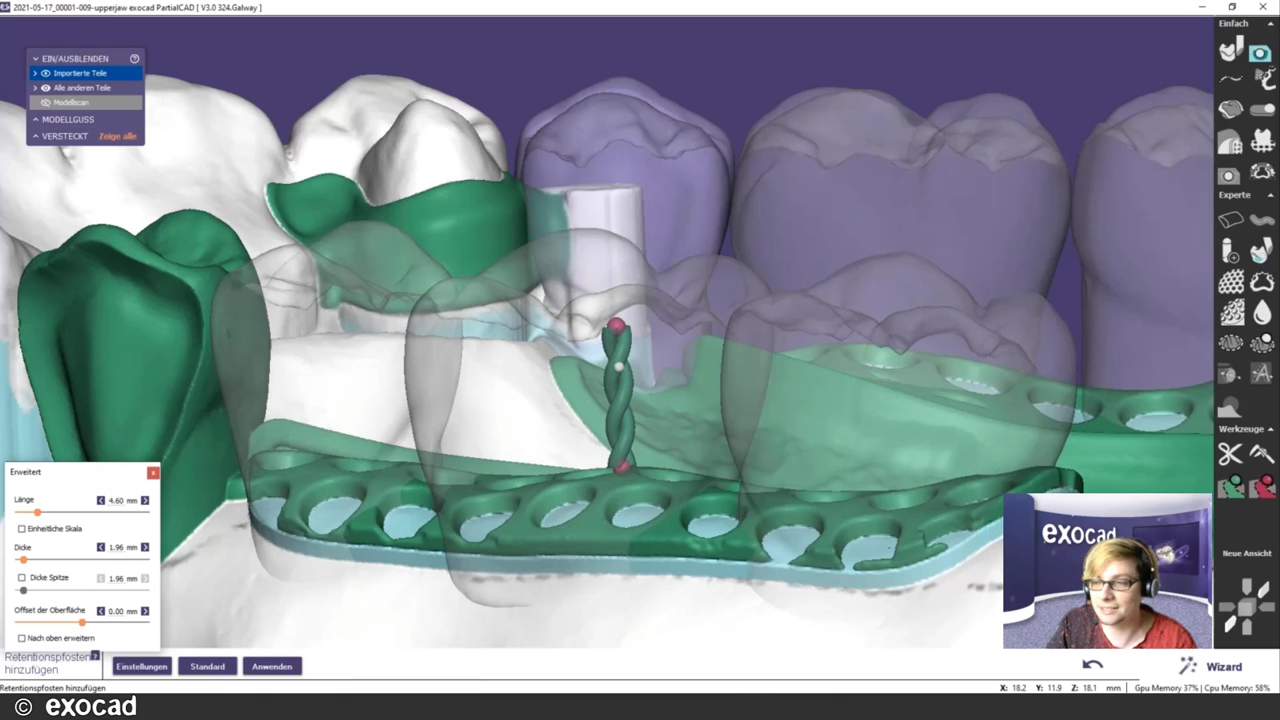 2021-05-17_00001-009-upperjaw exocad PartialCAD [ V3.0 324.Galway ]
EIN/AUSBLENDEN
Importierte Teile
Alle anderen Teile
Modellscan
MODELLGUSS
VERSTECKT Zeige alle
Einfach
Experte
Werkzeuge
Neue Ansicht
Erweitert
Länge 4.60 mm
Einheitliche Skala
Dicke 1.96 mm
Dicke Spitze 1.96 mm
Offset der Oberfläche 0.00 mm
Nach oben erweitern
exocad
Retentionspfosten
hinzufügen
Einstellungen Standard Anwenden
Wizard
Retentionspfosten hinzufügen
X: 18.2 Y: 11.9 Z: 18.1 mm Gpu Memory 37% | Cpu Memory: 58%
© exocad